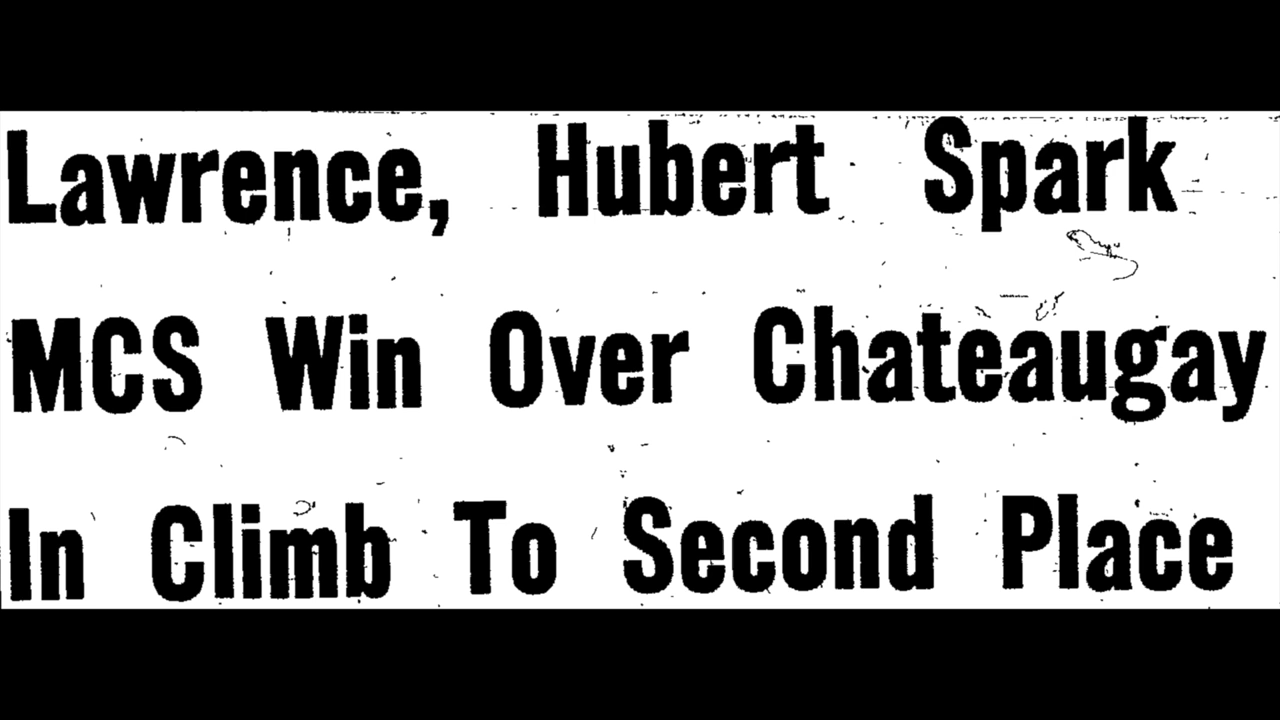 Lawrence, Hubert Spark
MCS Win Over Chateaugay
In Climb To Second Place